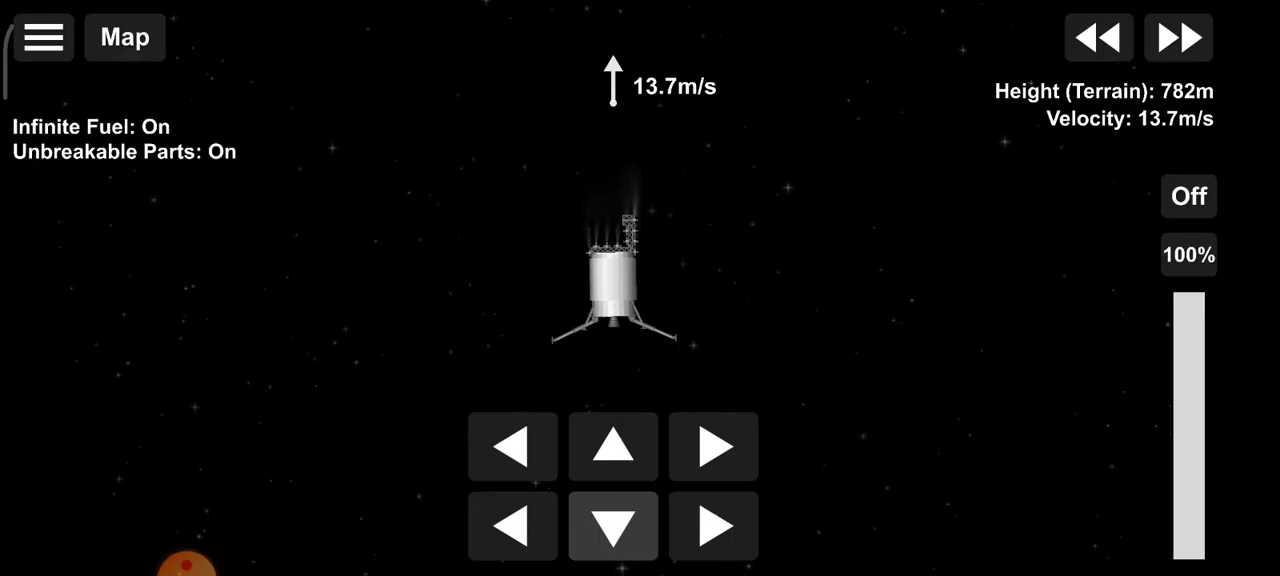 Map
13.7m/s
Height (Terrain): 782m
Velocity: 13.7m/s
Infinite Fuel: On
Unbreakable Parts: On
Off
100%